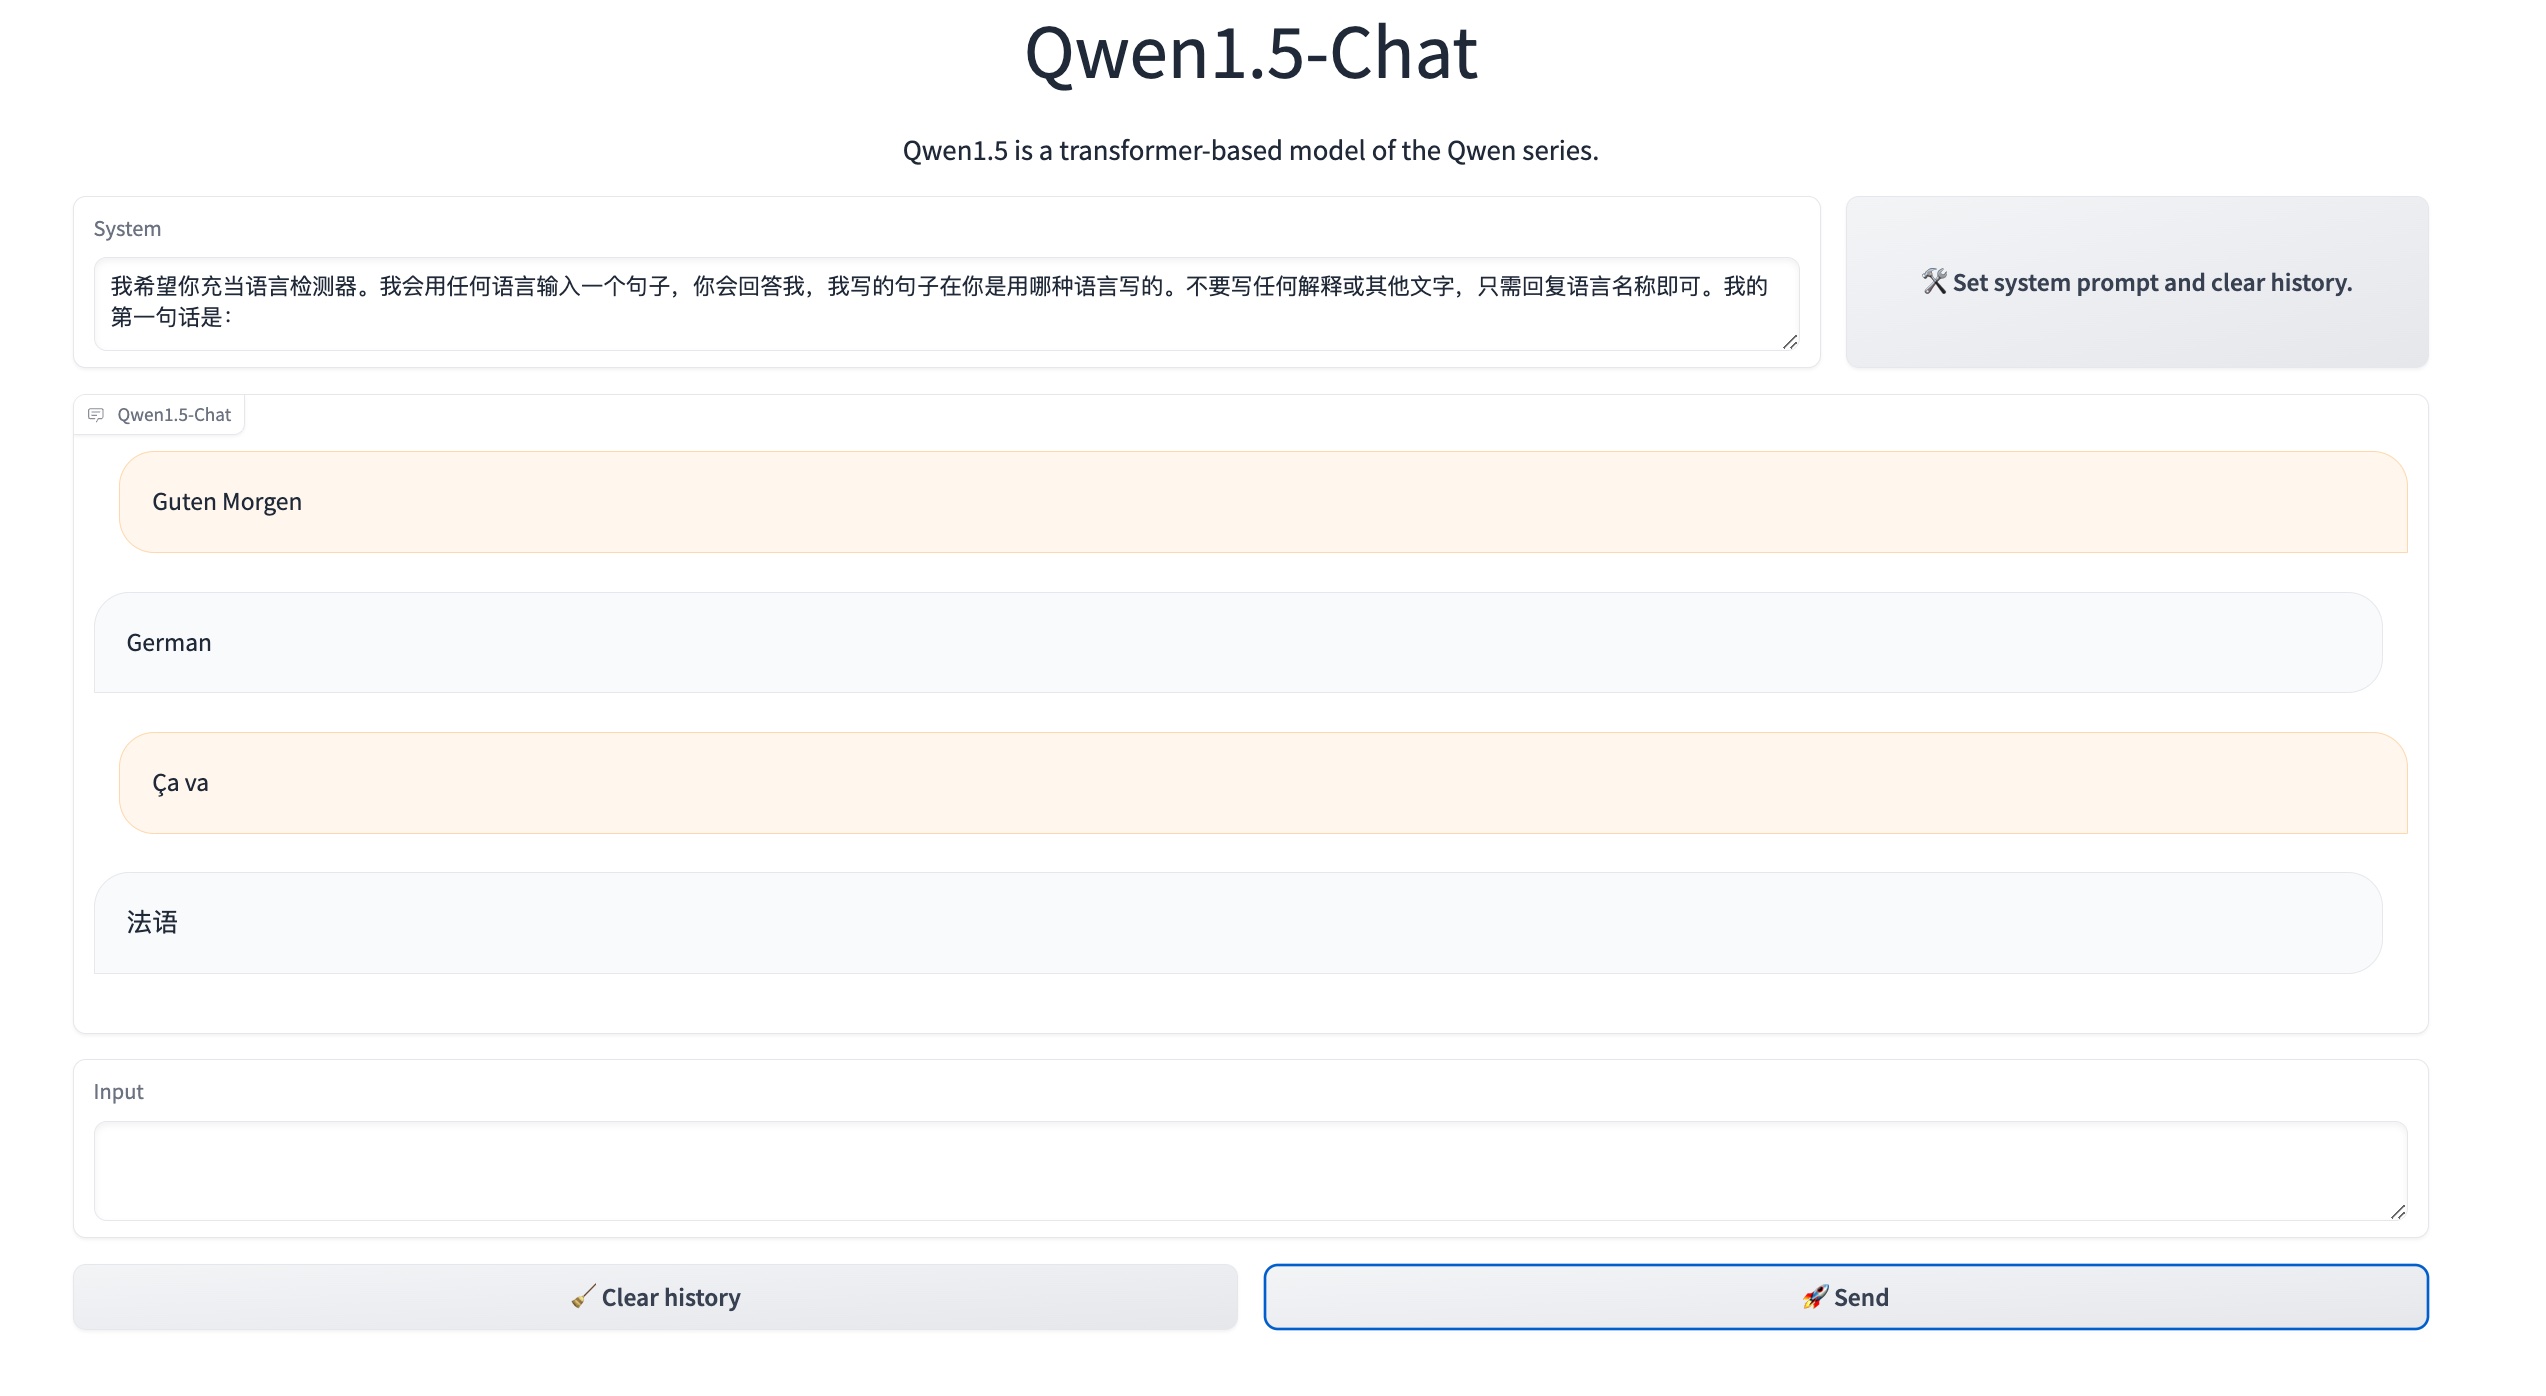 Qwen1.5-Chat
Qwen1.5 is a transformer-based model of the Qwen series.
System
我希望你充当语言检测器。我会用任何语言输入一个句子，你会回答我，我写的句子在你是用哪种语言写的。不要写任何解释或其他文字，只需回复语言名称即可。我的
第一句话是：
🛠️ Set system prompt and clear history.
Qwen1.5-Chat
Guten Morgen
German
Ça va
法语
Input
🧹 Clear history
🚀 Send